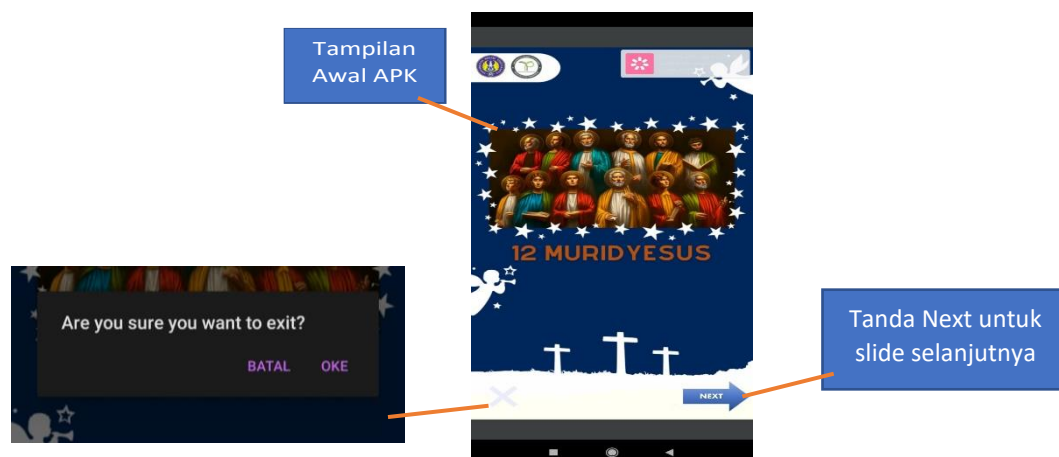 Tampilan
Awal APK
12 MURIDYESUS
Are you sure you want to exit?
BATAL OKE
Tanda Next untuk
slide selanjutnya
NEXT